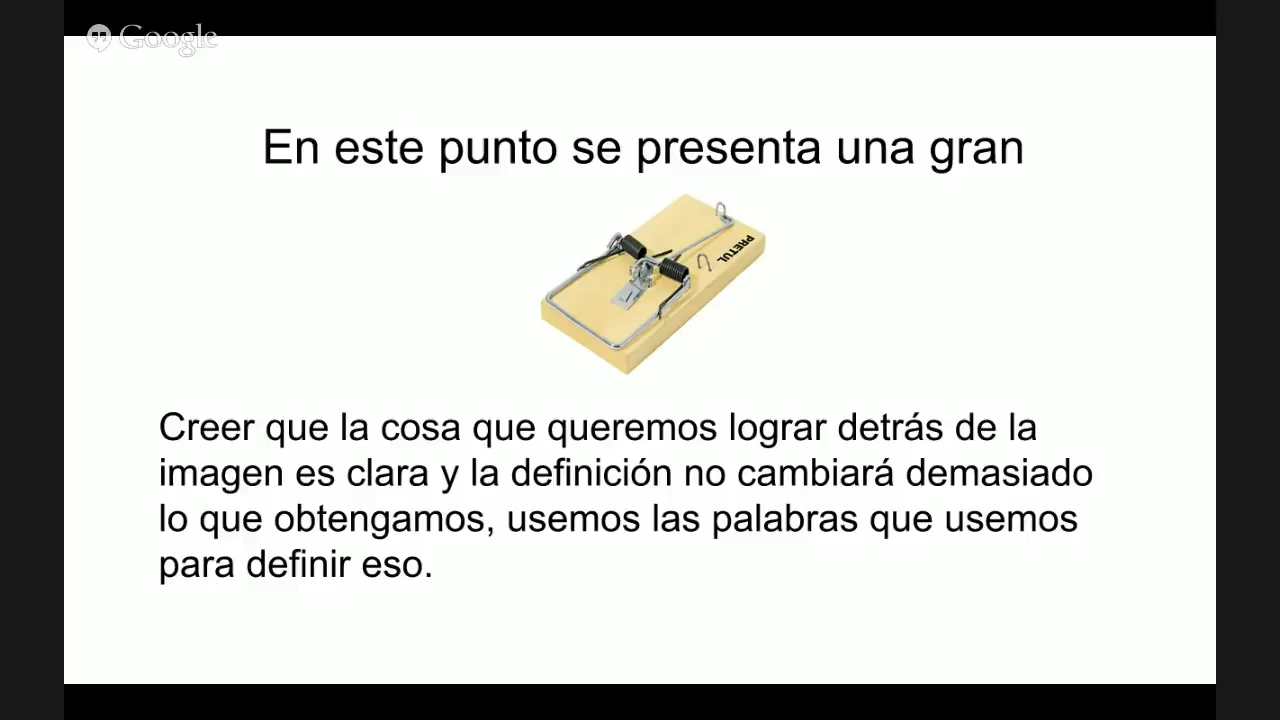 Google
En este punto se presenta una gran
PRETUL
Creer que la cosa que queremos lograr detrás de la
imagen es clara y la definición no cambiará demasiado
lo que obtengamos, usemos las palabras que usemos
para definir eso.